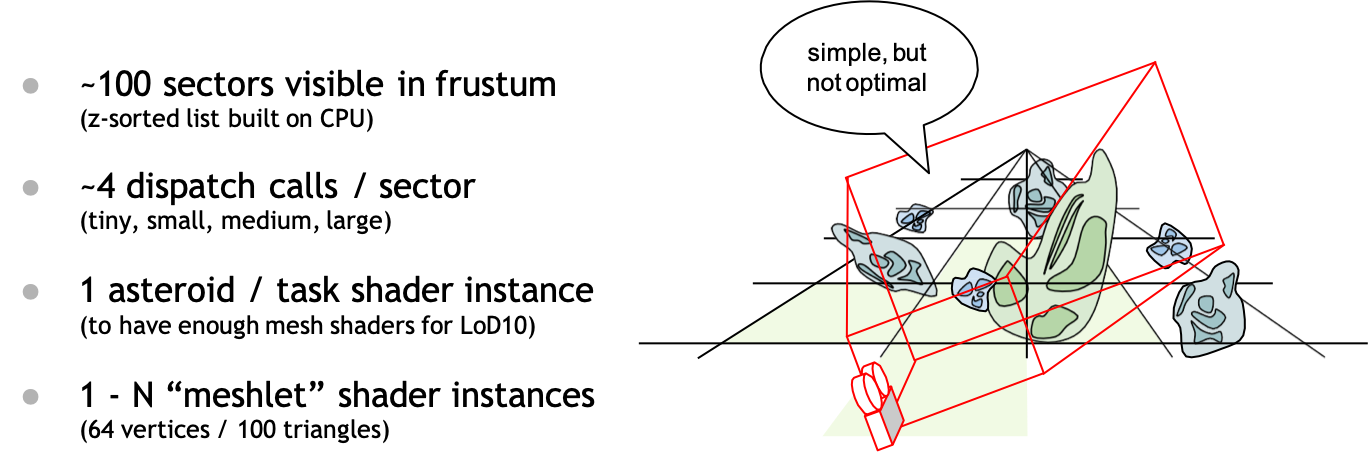 ~100 sectors visible in frustum
(z-sorted list built on CPU)
~4 dispatch calls / sector
(tiny, small, medium, large)
1 asteroid / task shader instance
(to have enough mesh shaders for LoD10)
1 - N “meshlet” shader instances
(64 vertices / 100 triangles)
simple, but
not optimal